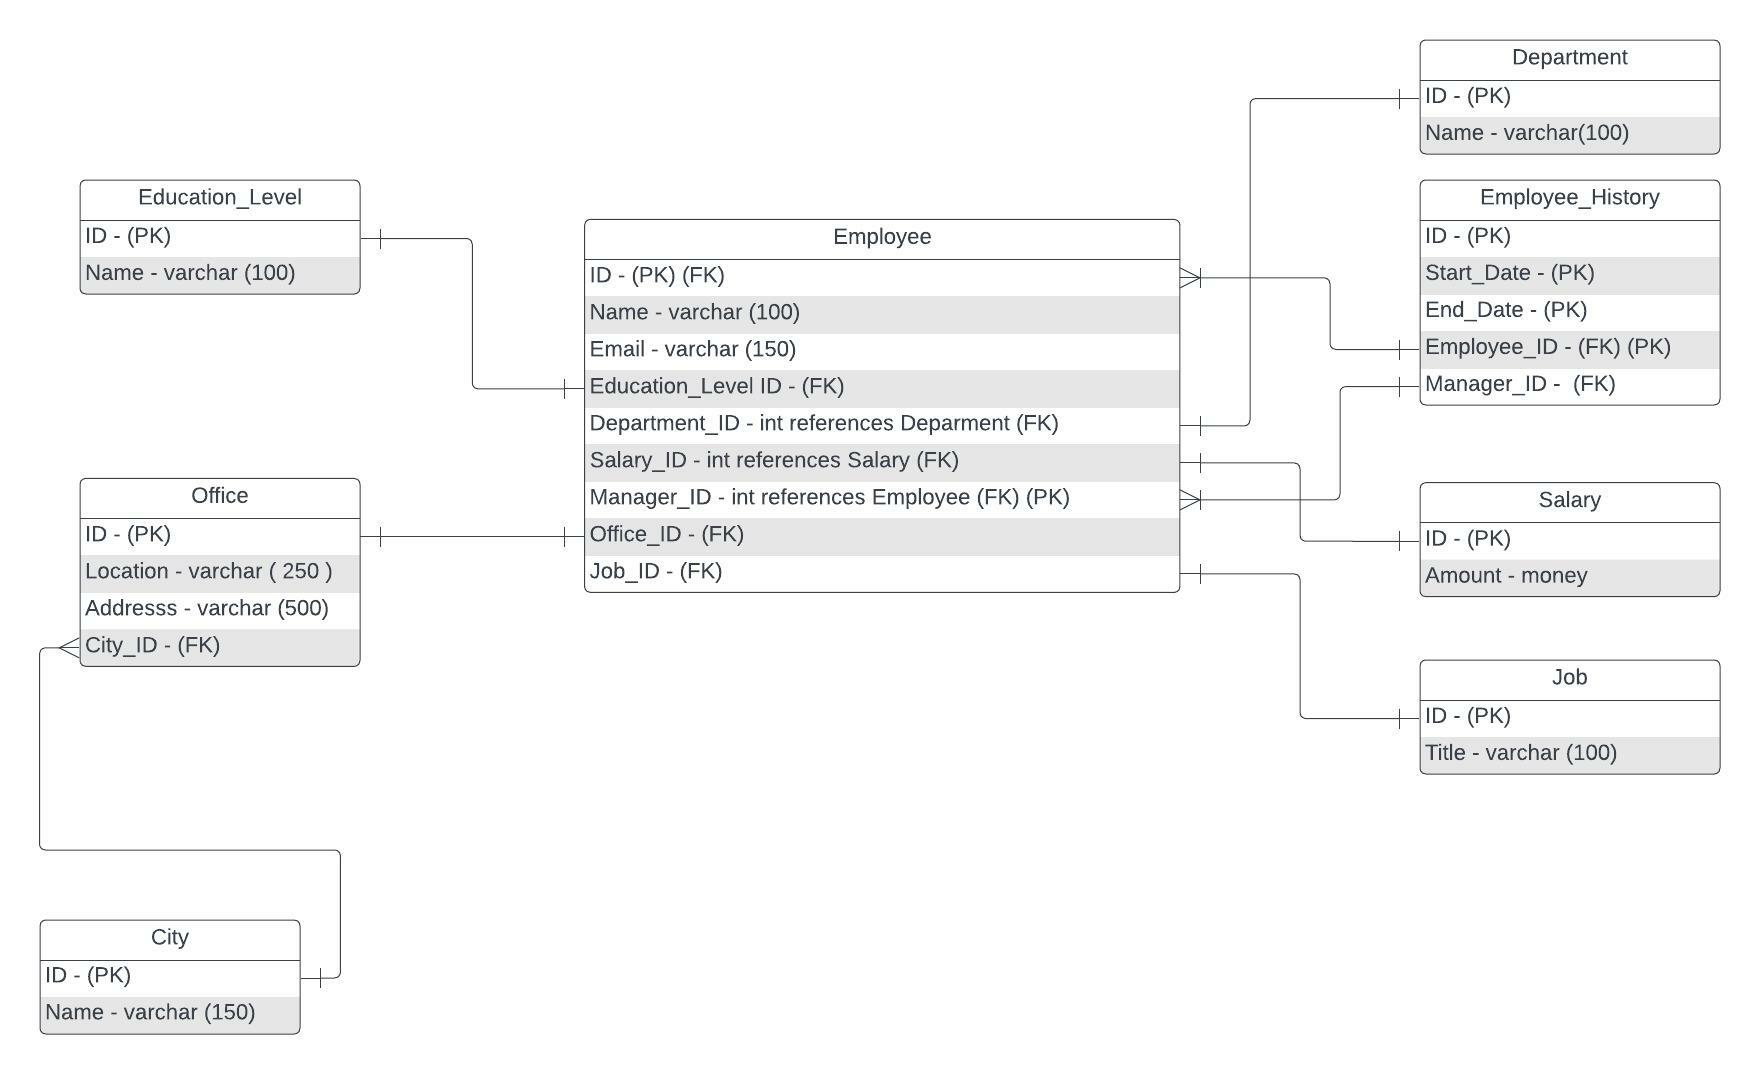 Department
ID - (PK)
Name - varchar(100)
Education_Level
ID - (PK)
Name - varchar (100)
Employee_History
ID - (PK)
Start_Date - (PK)
End_Date - (PK)
Employee_ID - (FK) (PK)
Manager_ID -  (FK)
Employee
ID - (PK) (FK)
Name - varchar (100)
Email - varchar (150)
Education_Level ID - (FK)
Department_ID - int references Deparment (FK)
Salary_ID - int references Salary (FK)
Manager_ID - int references Employee (FK) (PK)
Office_ID - (FK)
Job_ID - (FK)
Office
ID - (PK)
Location - varchar ( 250 )
Addresss - varchar (500)
City_ID - (FK)
Salary
ID - (PK)
Amount - money
Job
ID - (PK)
Title - varchar (100)
City
ID - (PK)
Name - varchar (150)